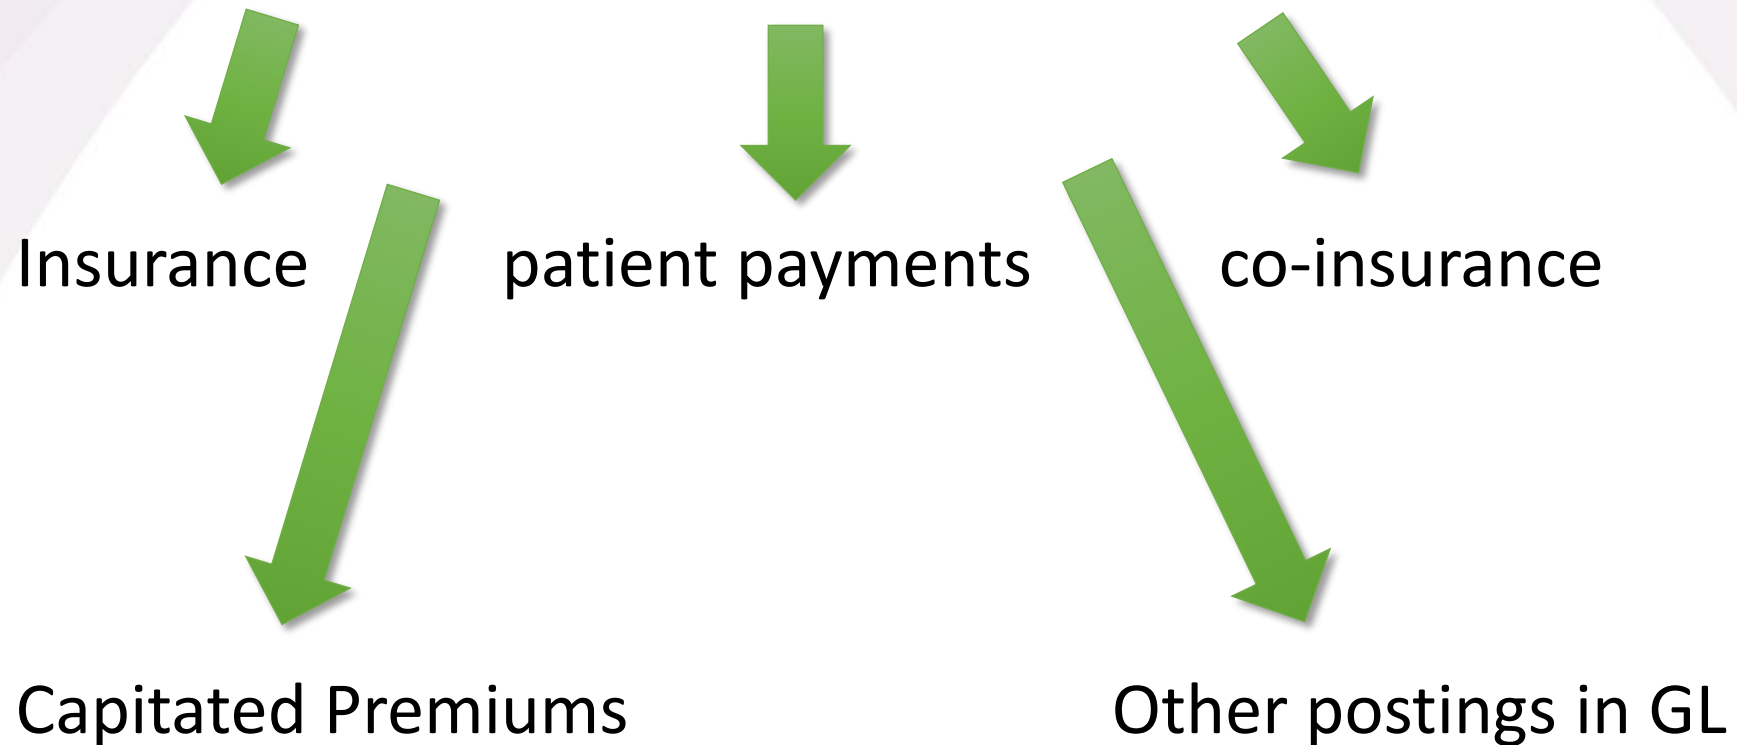 Insurance patient payments co-insurance
Capitated Premiums Other postings in GL